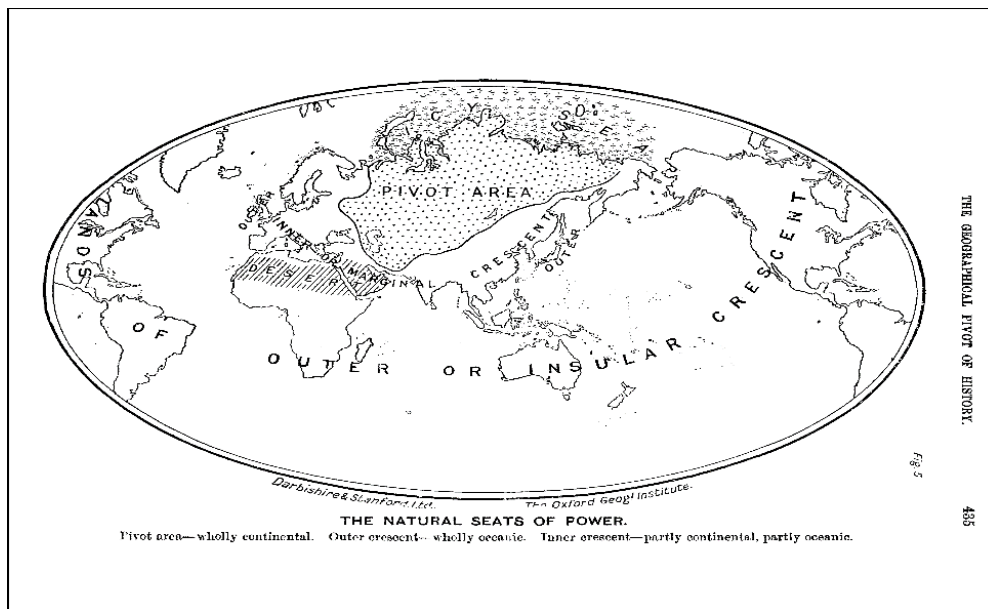 ICY SEA
PIVOT AREA
LANDS
OF
OUTER
INNER OR MARGINAL CRESCENT
OUTER
DESERT
OUTER OR INSULAR CRESCENT
Darbishire & Stanford, Ltd.
The Oxford Geogl Institute.
THE NATURAL SEATS OF POWER.
Pivot area—wholly continental. Outer crescent—wholly oceanic. Inner crescent—partly continental, partly oceanic.
THE GEOGRAPHICAL PIVOT OF HISTORY.
Fig. 5
435